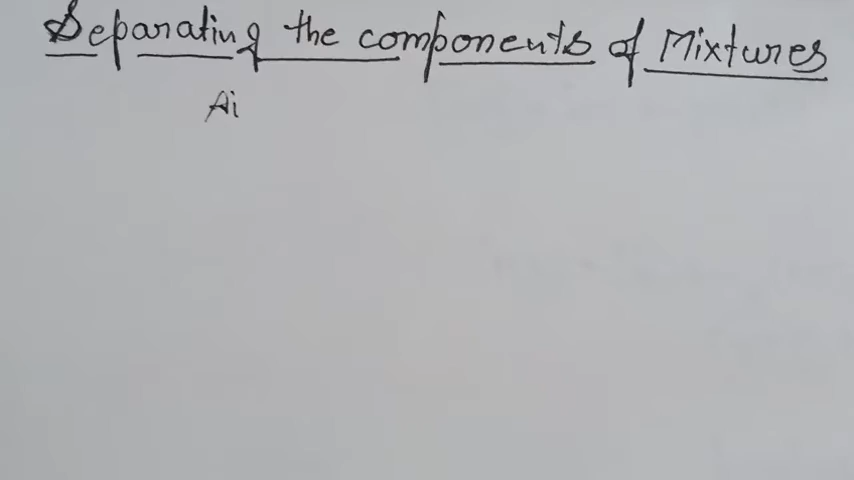 Separating the components of Mixtures
Ai